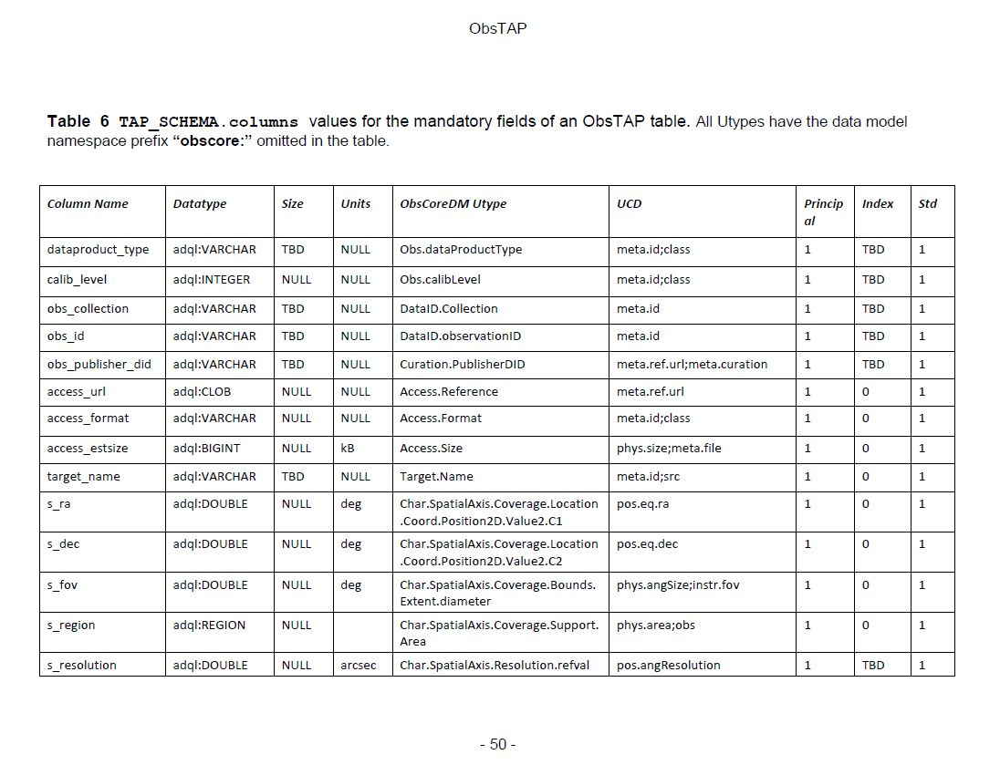 ObsTAP
Table 6 TAP_SCHEMA.columns values for the mandatory fields of an ObsTAP table. All Utypes have the data model
namespace prefix “obscore:” omitted in the table.
Column Name Datatype Size Units ObsCoreDM Utype UCD Princip Index Std
al
dataproduct_type adql:VARCHAR TBD NULL Obs.dataProductType meta.id;class 1 TBD 1
calib_level adql:INTEGER NULL NULL Obs.calibLevel meta.id;class 1 TBD 1
obs_collection adql:VARCHAR TBD NULL DataID.Collection meta.id 1 TBD 1
obs_id adql:VARCHAR TBD NULL DataID.observationID meta.id 1 TBD 1
obs_publisher_did adql:VARCHAR TBD NULL Curation.PublisherDID meta.ref.url;meta.curation 1 TBD 1
access_url adql:CLOB NULL NULL Access.Reference meta.ref.url 1 0 1
access_format adql:VARCHAR NULL NULL Access.Format meta.id;class 1 0 1
access_estsize adql:BIGINT NULL kB Access.Size phys.size;meta.file 1 0 1
target_name adql:VARCHAR TBD NULL Target.Name meta.id;src 1 0 1
s_ra adql:DOUBLE NULL deg Char.SpatialAxis.Coverage.Location pos.eq.ra 1 0 1
.Coord.Position2D.Value2.C1
s_dec adql:DOUBLE NULL deg Char.SpatialAxis.Coverage.Location pos.eq.dec 1 0 1
.Coord.Position2D.Value2.C2
s_fov adql:DOUBLE NULL deg Char.SpatialAxis.Coverage.Bounds. phys.angSize;instr.fov 1 0 1
Extent.diameter
s_region adql:REGION NULL Char.SpatialAxis.Coverage.Support. phys.area;obs 1 0 1
Area
s_resolution adql:DOUBLE NULL arcsec Char.SpatialAxis.Resolution.refval pos.angResolution 1 TBD 1
- 50 -